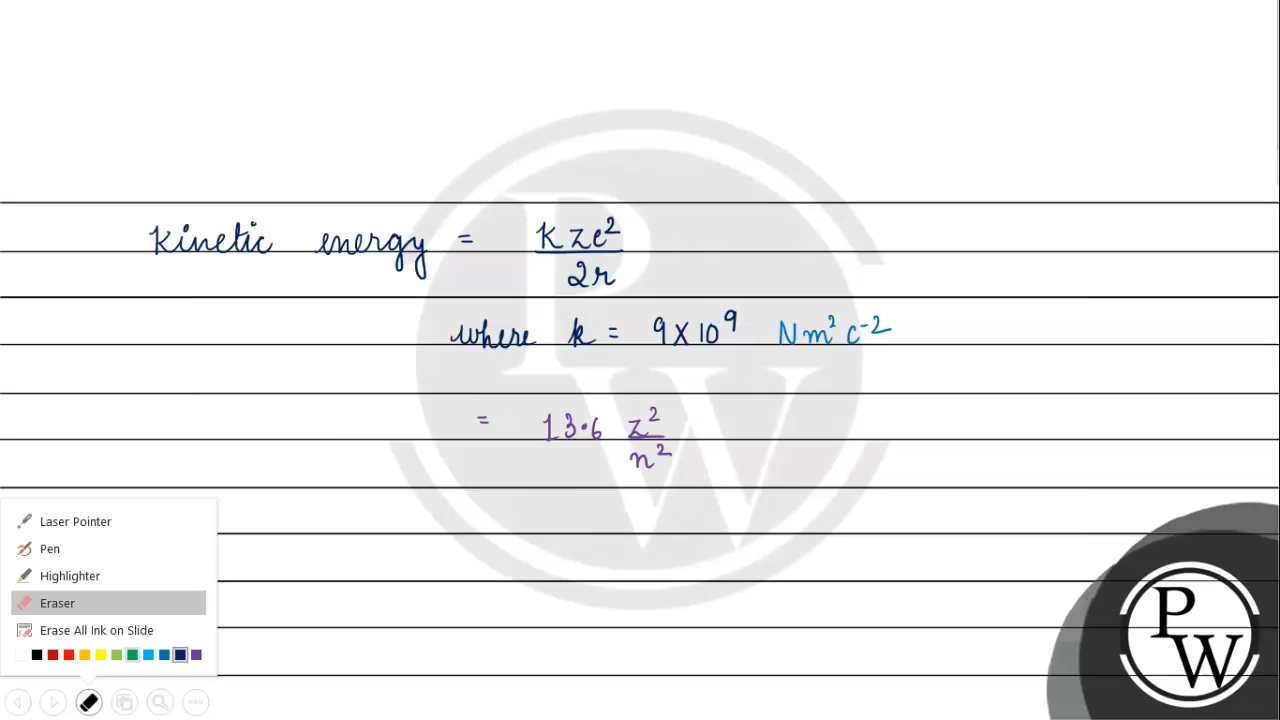 Kinetic energy = kze²/2r
where k = 9×10⁹ Nm²c⁻²
= 13.6 z²/n²
Laser Pointer
Pen
Highlighter
Eraser
Erase All Ink on Slide
P
W
P
W